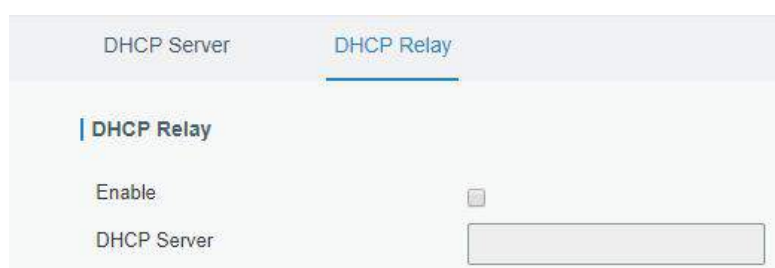 DHCP Server DHCP Relay
DHCP Relay
Enable
DHCP Server